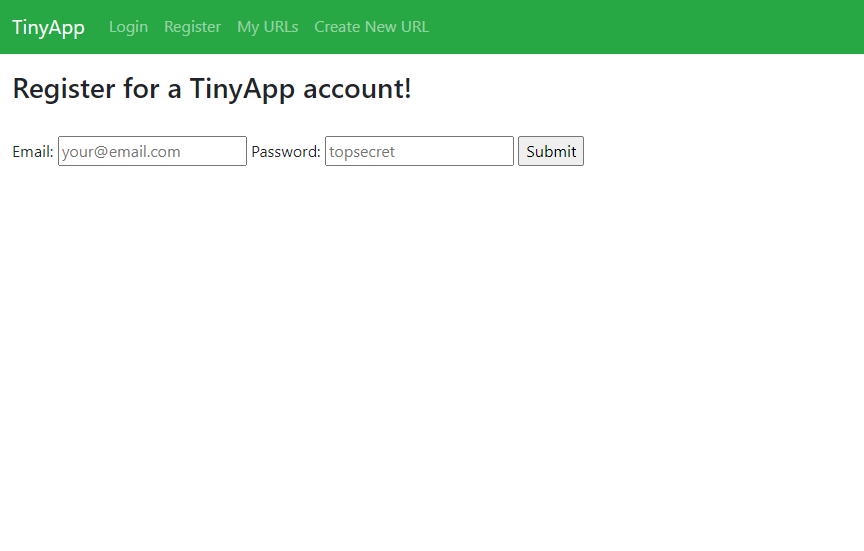 TinyApp Login Register My URLs Create New URL
Register for a TinyApp account!
Email: your@email.com Password: topsecret Submit